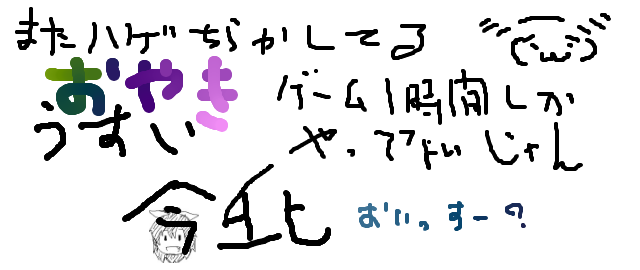 またハゲちらかしてる
(´・ω・`)
おやき
うすい
ゲーム1時間しか
やってないじゃん
今北
おいっすー?